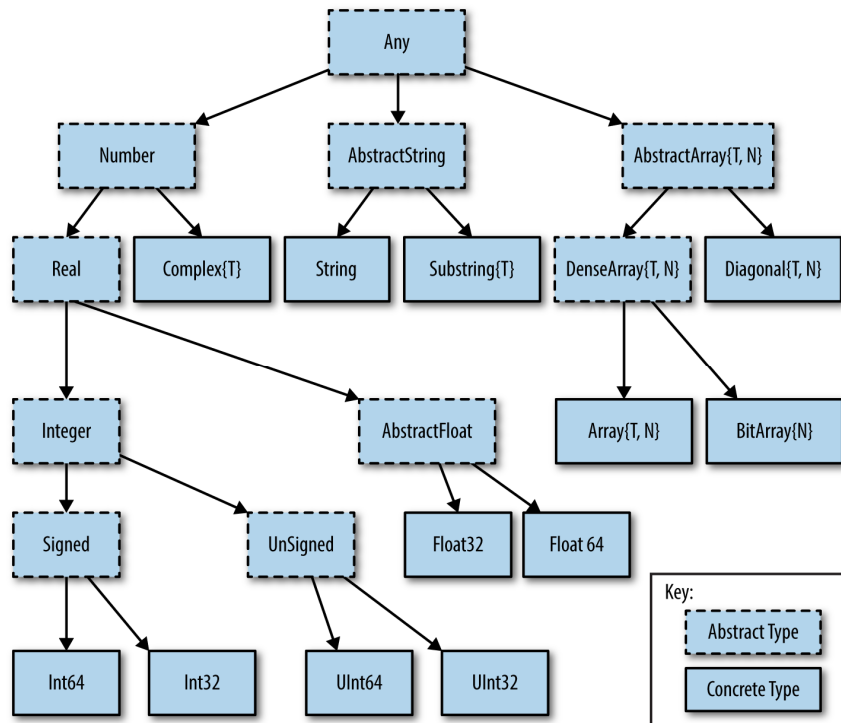 Any
Number
AbstractString
AbstractArray{T, N}
Real
Complex{T}
String
Substring{T}
DenseArray{T, N}
Diagonal{T, N}
Integer
AbstractFloat
Array{T, N}
BitArray{N}
Signed
UnSigned
Float32
Float 64
Key:
Abstract Type
Int64
Int32
UInt64
UInt32
Concrete Type